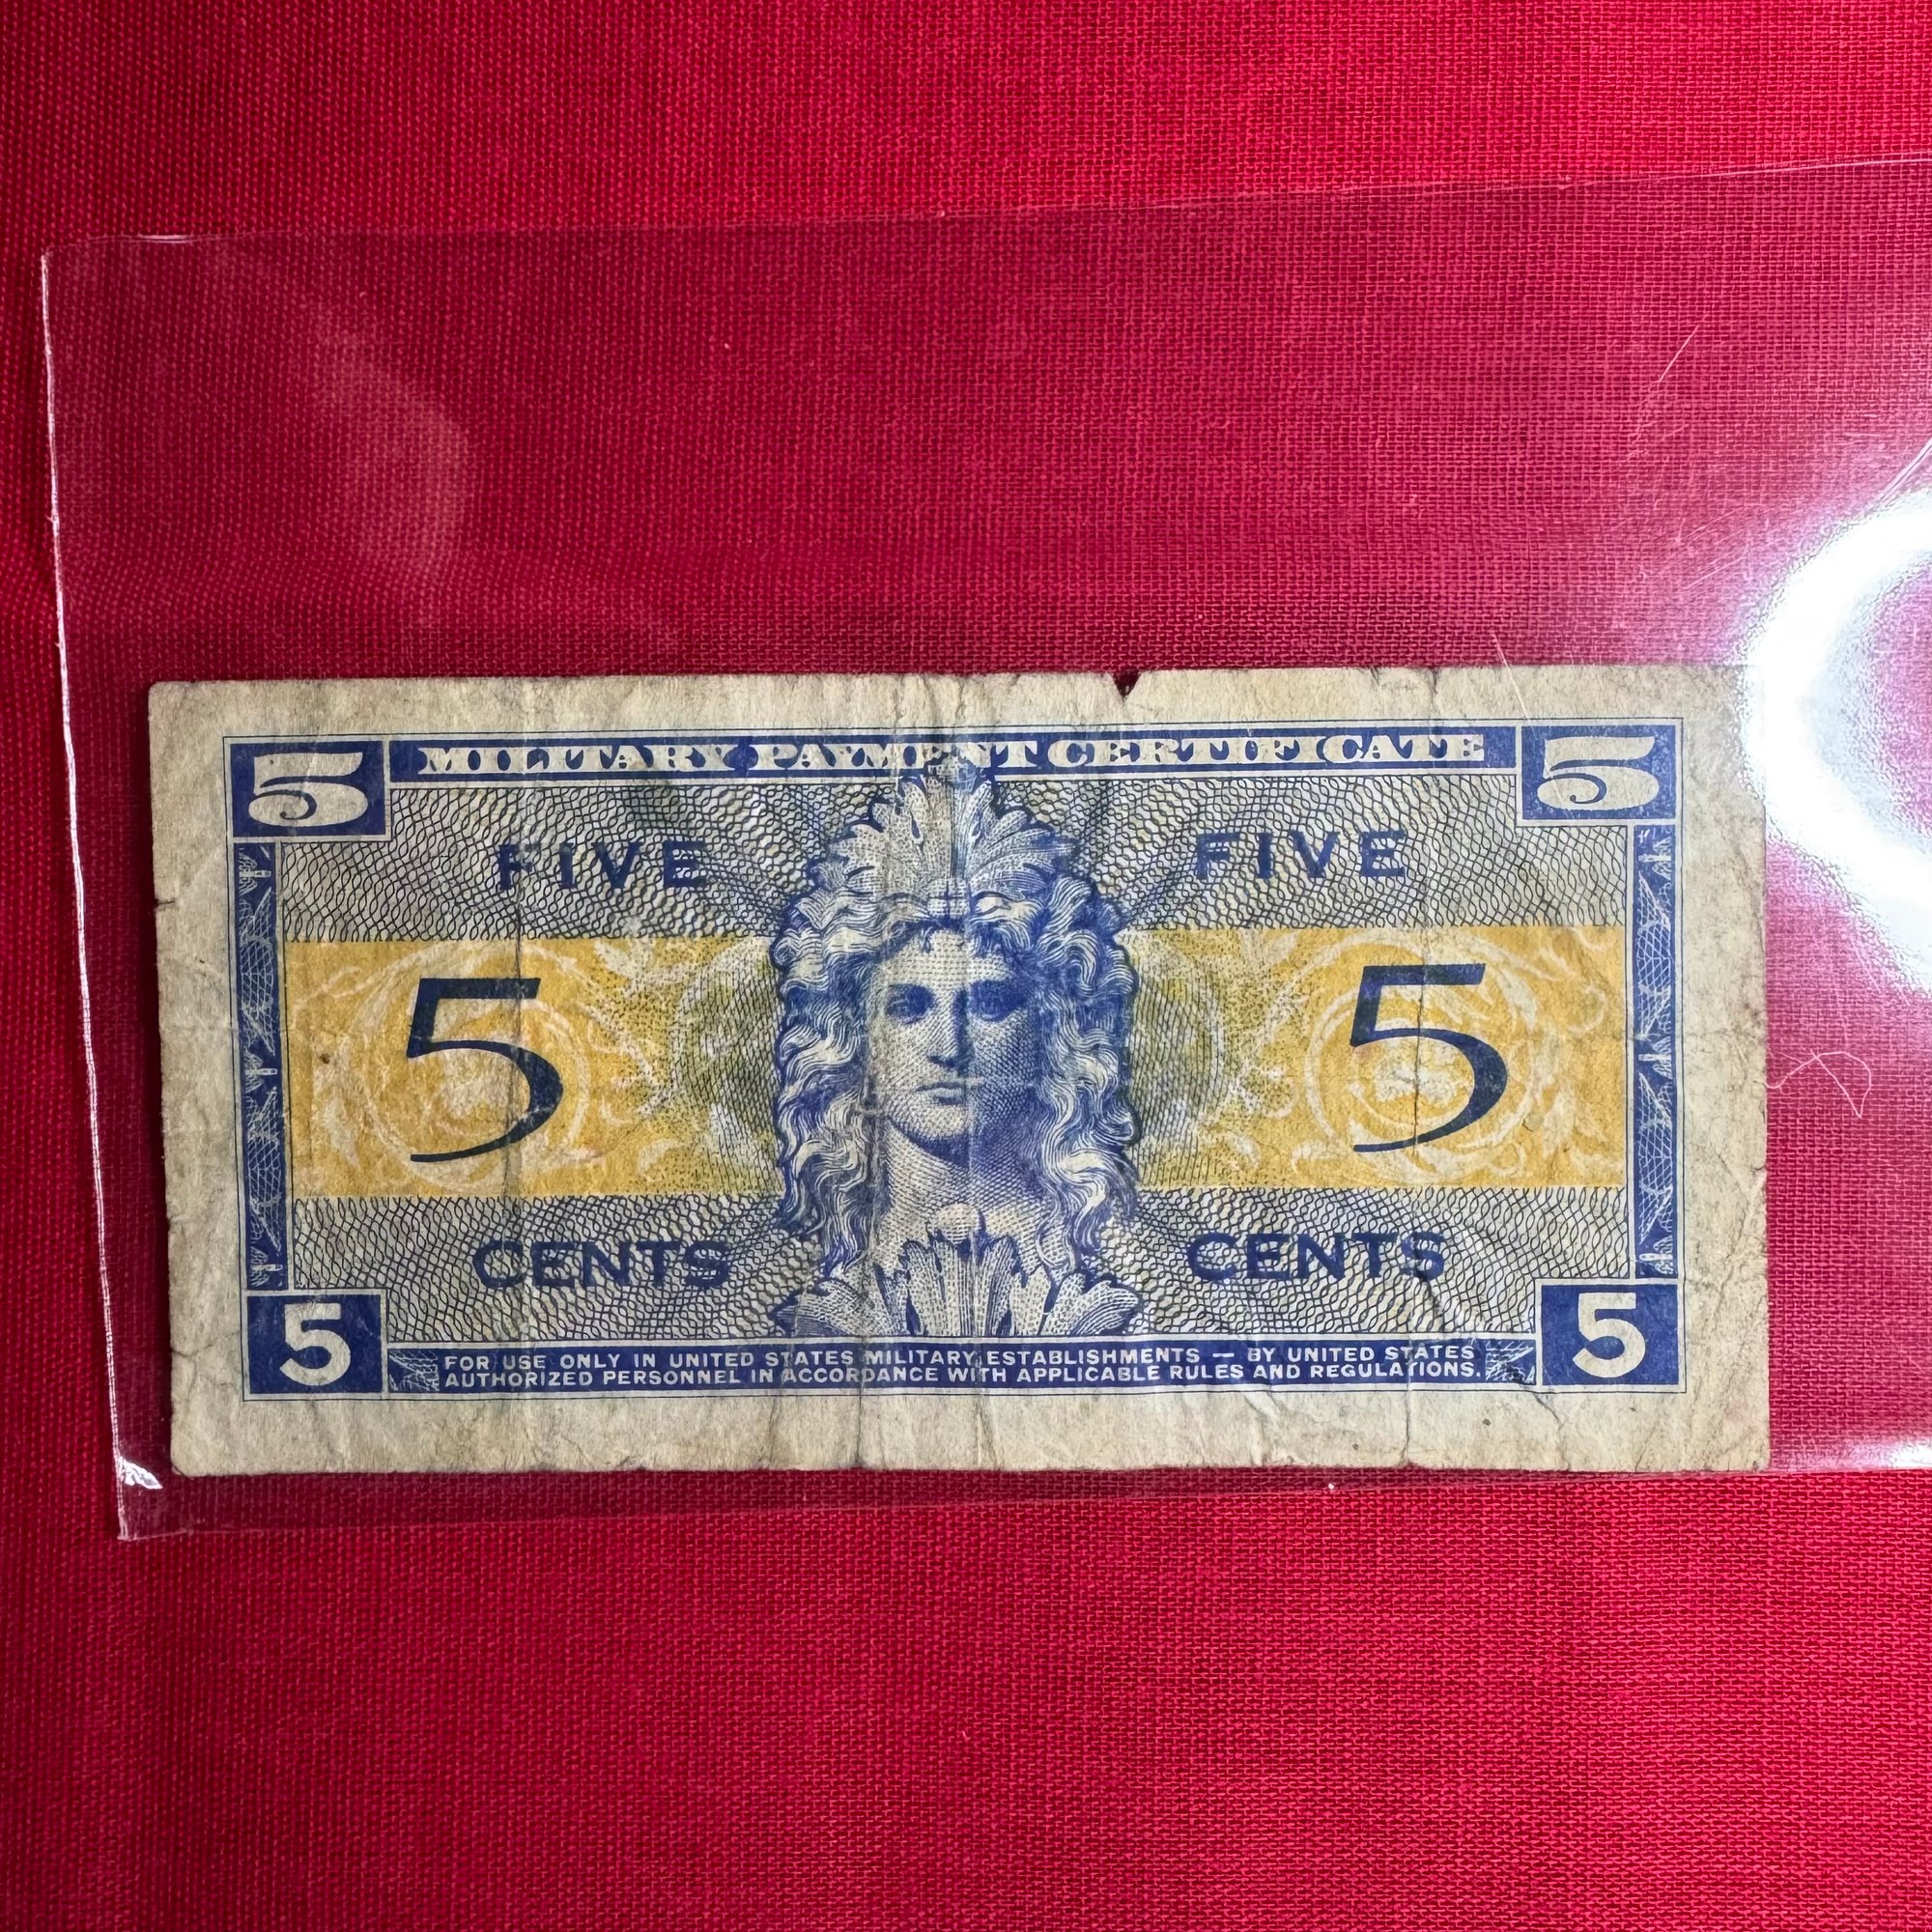 5 MILITARY PAYMENT CERTIFICATE 5
FIVE FIVE
5 5
CENTS CENTS
5 FOR USE ONLY IN UNITED STATES MILITARY ESTABLISHMENTS — BY UNITED STATES 5
AUTHORIZED PERSONNEL IN ACCORDANCE WITH APPLICABLE RULES AND REGULATIONS.